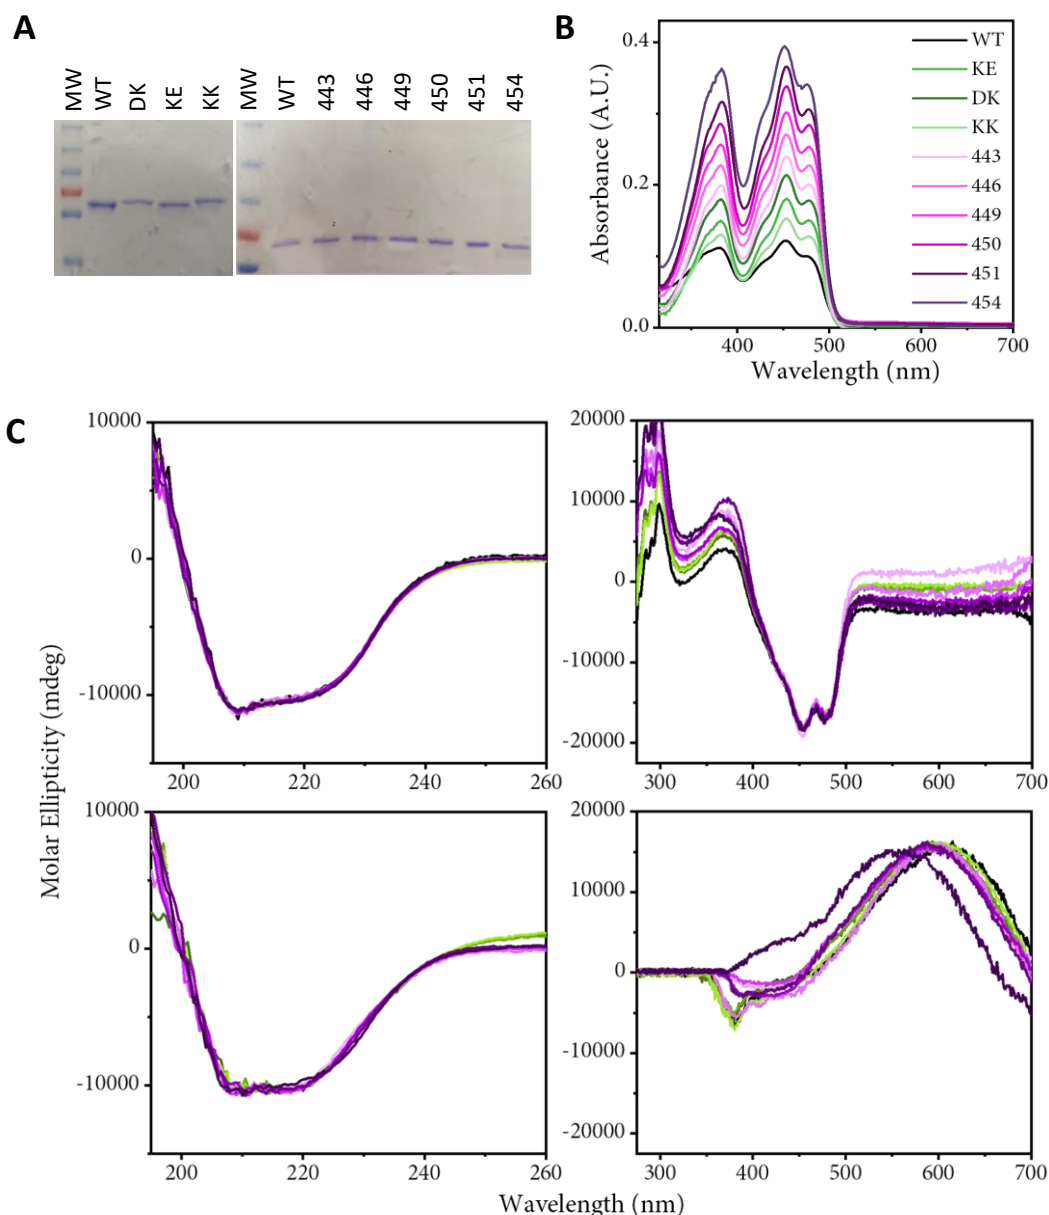 A
MW WT DK KE KK MW WT 443 446 449 450 451 454
B
Absorbance (A.U.)
0.4
0.2
0.0
400 500 600 700
Wavelength (nm)
WT
KE
DK
KK
443
446
449
450
451
454
C
Molar Ellipticity (mdeg)
10000
0
-10000
200 220 240 260
20000
10000
0
-10000
-20000
300 400 500 600 700
10000
0
-10000
200 220 240 260
20000
10000
0
-10000
-20000
300 400 500 600 700
Wavelength (nm)